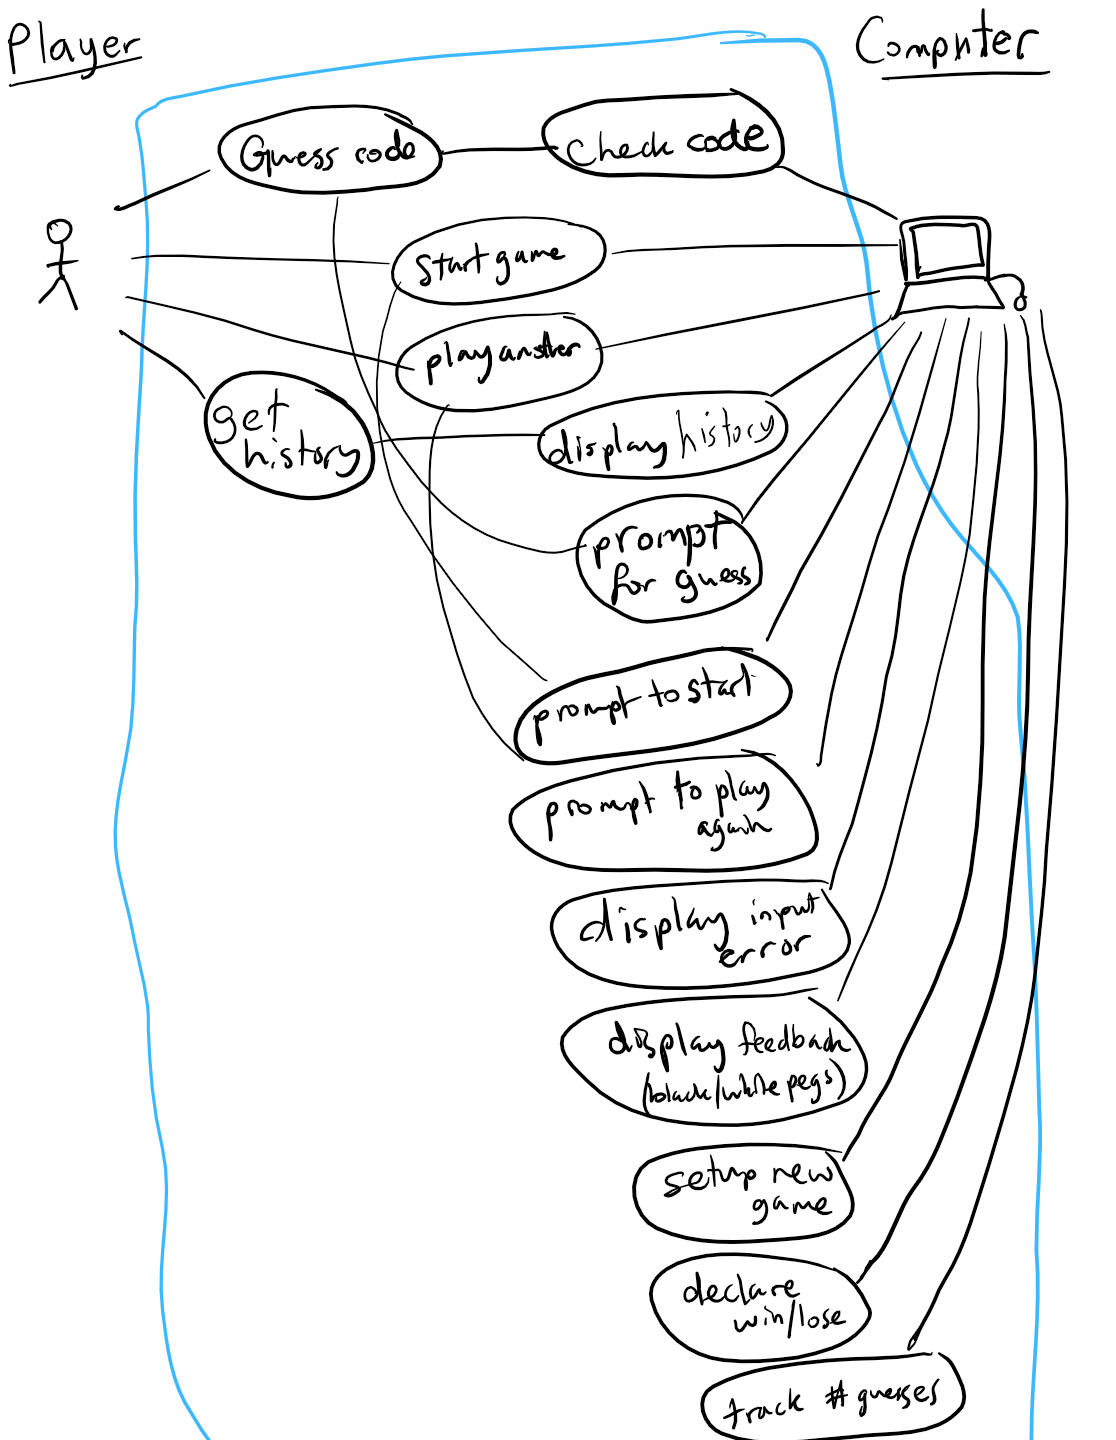 Player
Computer
Guess code
Check code
Start game
play another
get
history
display history
prompt
for guess
prompt to start
prompt to play
again
display input
error
display feedback
(black/white pegs)
setup new
game
declare
win/lose
track # guesses